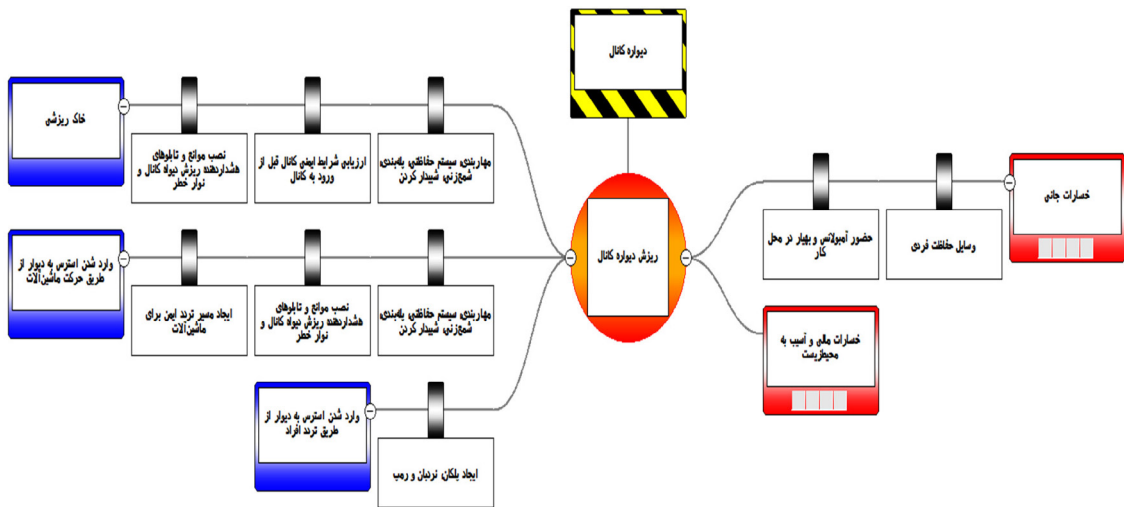 دیواره کانال
خاک ریزشی
نصب موانع و تابلوهای
هشداردهنده ریزش دیواه کانال و
نوار خطر
ارزیابی شرایط ایمنی کانال قبل از
ورود به کانال
مهاربندی، سیستم حفاظتی، پله‌بندی،
شمع‌زنی، شیبدار کردن
وارد شدن استرس به دیوار از
طریق حرکت ماشین‌آلات
ایجاد مسیر تردد ایمن برای
ماشین‌آلات
نصب موانع و تابلوهای
هشداردهنده ریزش دیواه کانال و
نوار خطر
مهاربندی، سیستم حفاظتی، پله‌بندی،
شمع‌زنی، شیبدار کردن
وارد شدن استرس به دیوار از
طریق تردد افراد
ایجاد پلکان، نردبان و رمپ
ریزش دیواره کانال
حضور آمبولانس و بهیار در محل
کار
وسایل حفاظت فردی
خسارات جانی
خسارات مالی و آسیب به
محیط‌زیست